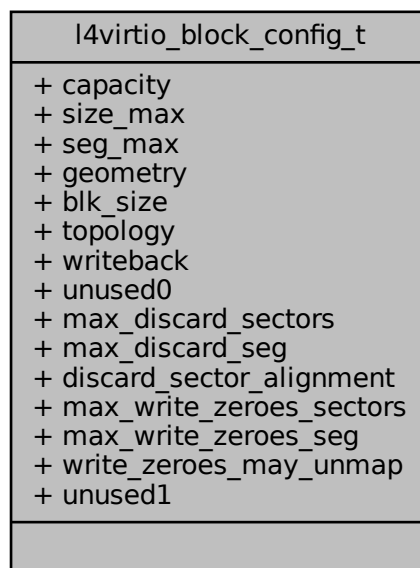 l4virtio_block_config_t
+ capacity
+ size_max
+ seg_max
+ geometry
+ blk_size
+ topology
+ writeback
+ unused0
+ max_discard_sectors
+ max_discard_seg
+ discard_sector_alignment
+ max_write_zeroes_sectors
+ max_write_zeroes_seg
+ write_zeroes_may_unmap
+ unused1